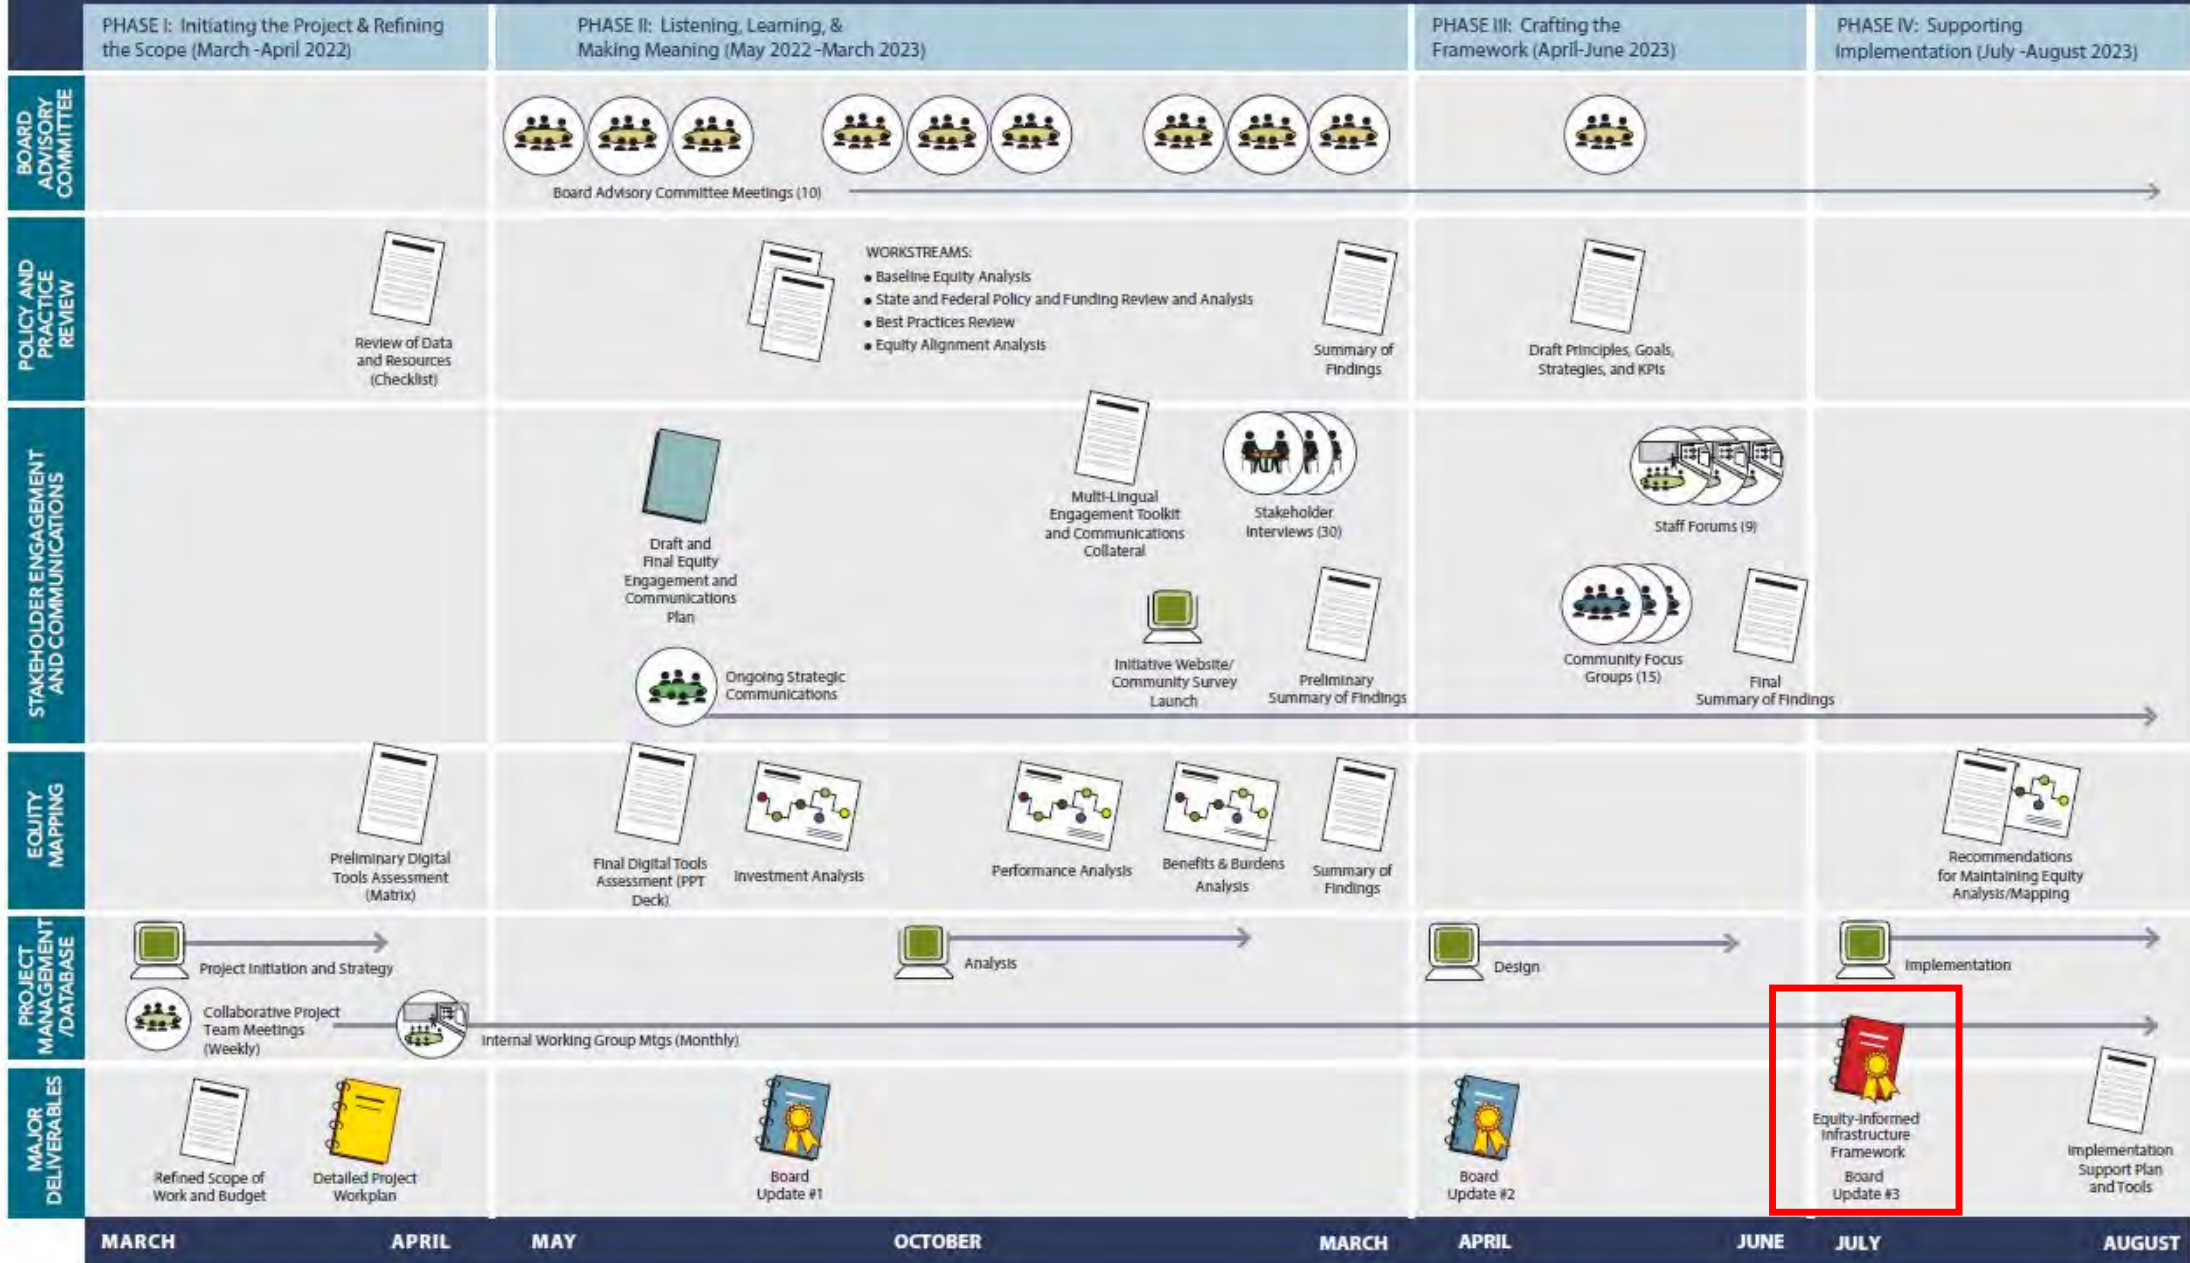 PHASE I: Initiating the Project & Refining
the Scope (March -April 2022)
PHASE II: Listening, Learning, &
Making Meaning (May 2022 -March 2023)
PHASE III: Crafting the
Framework (April-June 2023)
PHASE IV: Supporting
Implementation (July -August 2023)
BOARD
ADVISORY
COMMITTEE
Board Advisory Committee Meetings (10)
POLICY AND
PRACTICE
REVIEW
Review of Data
and Resources
(Checklist)
WORKSTREAMS:
• Baseline Equity Analysis
• State and Federal Policy and Funding Review and Analysis
• Best Practices Review
• Equity Alignment Analysis
Summary of
Findings
Draft Principles, Goals,
Strategies, and KPIs
STAKEHOLDER ENGAGEMENT
AND COMMUNICATIONS
Draft and
Final Equity
Engagement and
Communications
Plan
Ongoing Strategic
Communications
Multi-Lingual
Engagement Toolkit
and Communications
Collateral
Stakeholder
Interviews (30)
Initiative Website/
Community Survey
Launch
Preliminary
Summary of Findings
Staff Forums (9)
Community Focus
Groups (15)
Final
Summary of Findings
EQUITY
MAPPING
Preliminary Digital
Tools Assessment
(Matrix)
Final Digital Tools
Assessment (PPT
Deck)
Investment Analysis
Performance Analysis
Benefits & Burdens
Analysis
Summary of
Findings
Recommendations
for Maintaining Equity
Analysis/Mapping
PROJECT
MANAGEMENT
/DATABASE
Project Initiation and Strategy
Analysis
Design
Implementation
Collaborative Project
Team Meetings
(Weekly)
Internal Working Group Mtgs (Monthly)
MAJOR
DELIVERABLES
Refined Scope of
Work and Budget
Detailed Project
Workplan
Board
Update #1
Board
Update #2
Equity-Informed
Infrastructure
Framework
Board
Update #3
Implementation
Support Plan
and Tools
MARCH
APRIL
MAY
OCTOBER
MARCH
APRIL
JUNE
JULY
AUGUST